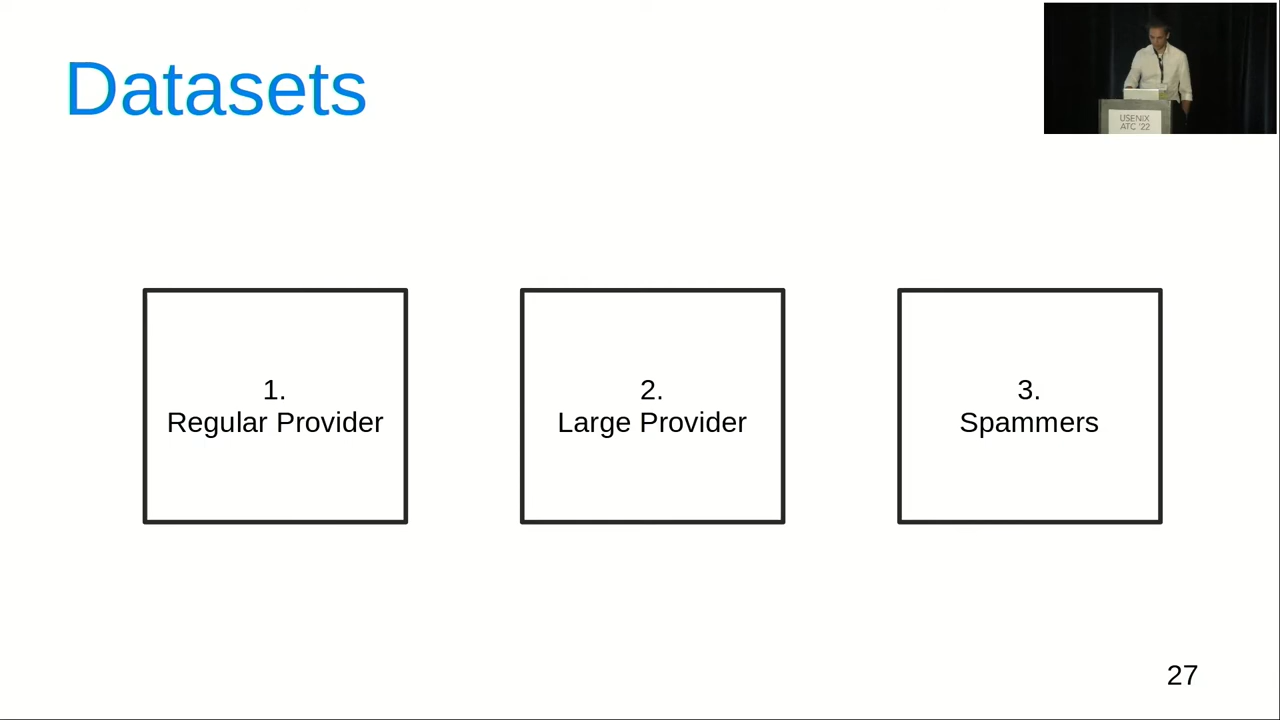 Datasets
USENIX
ATC '22
1.
Regular Provider
2.
Large Provider
3.
Spammers
27